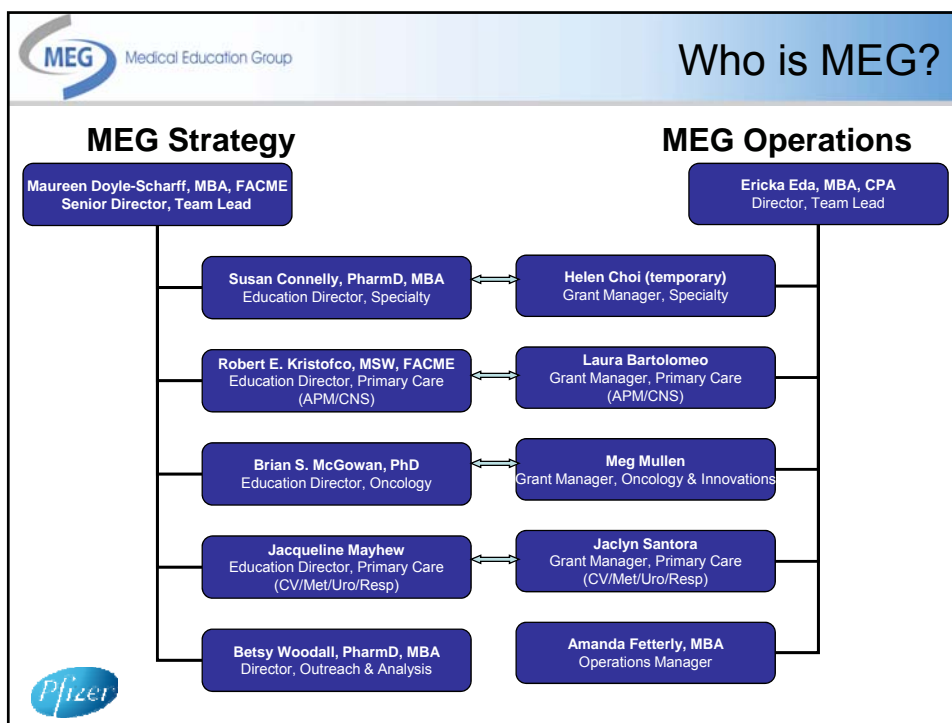 MEG Medical Education Group
Who is MEG?
MEG Strategy
MEG Operations
Maureen Doyle-Scharff, MBA, FACME
Senior Director, Team Lead
Ericka Eda, MBA, CPA
Director, Team Lead
Susan Connelly, PharmD, MBA
Education Director, Specialty
Helen Choi (temporary)
Grant Manager, Specialty
Robert E. Kristofco, MSW, FACME
Education Director, Primary Care
(APM/CNS)
Laura Bartolomeo
Grant Manager, Primary Care
(APM/CNS)
Brian S. McGowan, PhD
Education Director, Oncology
Meg Mullen
Grant Manager, Oncology & Innovations
Jacqueline Mayhew
Education Director, Primary Care
(CV/Met/Uro/Resp)
Jaclyn Santora
Grant Manager, Primary Care
(CV/Met/Uro/Resp)
Betsy Woodall, PharmD, MBA
Director, Outreach & Analysis
Amanda Fetterly, MBA
Operations Manager
Pfizer